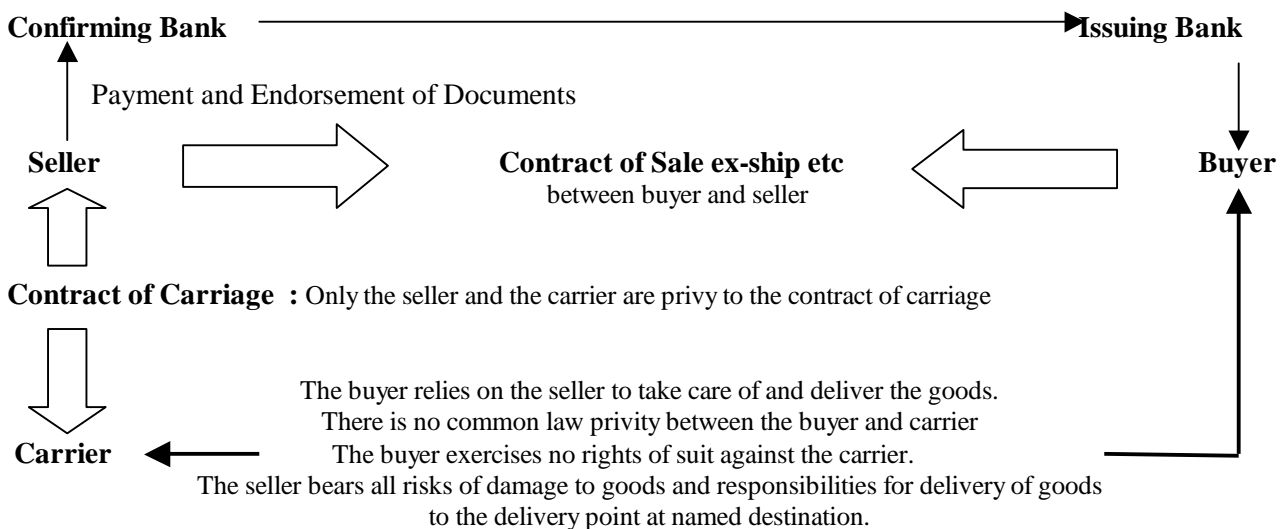 Confirming Bank Issuing Bank
Payment and Endorsement of Documents
Seller Contract of Sale ex-ship etc Buyer
between buyer and seller
Contract of Carriage : Only the seller and the carrier are privy to the contract of carriage
The buyer relies on the seller to take care of and deliver the goods.
There is no common law privity between the buyer and carrier
Carrier The buyer exercises no rights of suit against the carrier.
The seller bears all risks of damage to goods and responsibilities for delivery of goods
to the delivery point at named destination.